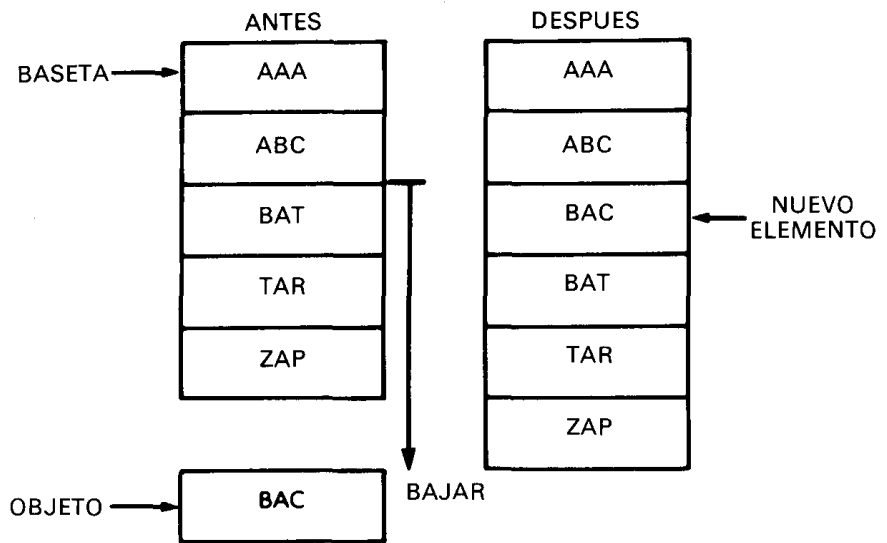 ANTES
BASETA
AAA
ABC
BAT
TAR
ZAP
OBJETO
BAC
BAJAR
DESPUES
AAA
ABC
BAC
BAT
TAR
ZAP
NUEVO
ELEMENTO